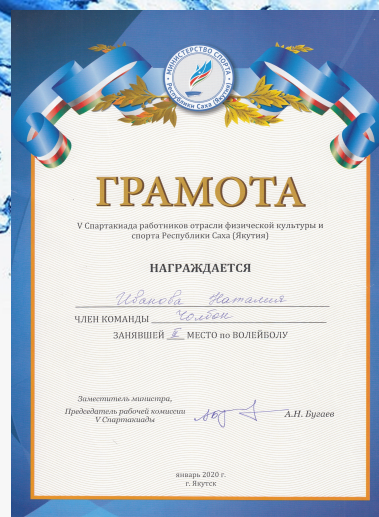 МИНИСТЕРСТВО СПОРТА
Республики Саха (Якутия)
ГРАМОТА
V Спартакиада работников отрасли физической культуры и
спорта Республики Саха (Якутия)
НАГРАЖДАЕТСЯ
Иванова Наталия
ЧЛЕН КОМАНДЫ Чолбон
ЗАНЯВШЕЙ II МЕСТО по ВОЛЕЙБОЛУ
Заместитель министра,
Председатель рабочей комиссии
V Спартакиады
А.Н. Бугаев
январь 2020 г.
г. Якутск